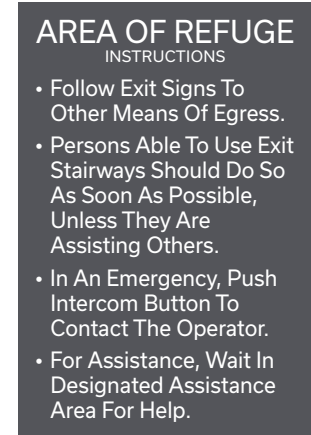 AREA OF REFUGE
INSTRUCTIONS
• Follow Exit Signs To
Other Means Of Egress.
• Persons Able To Use Exit
Stairways Should Do So
As Soon As Possible,
Unless They Are
Assisting Others.
• In An Emergency, Push
Intercom Button To
Contact The Operator.
• For Assistance, Wait In
Designated Assistance
Area For Help.